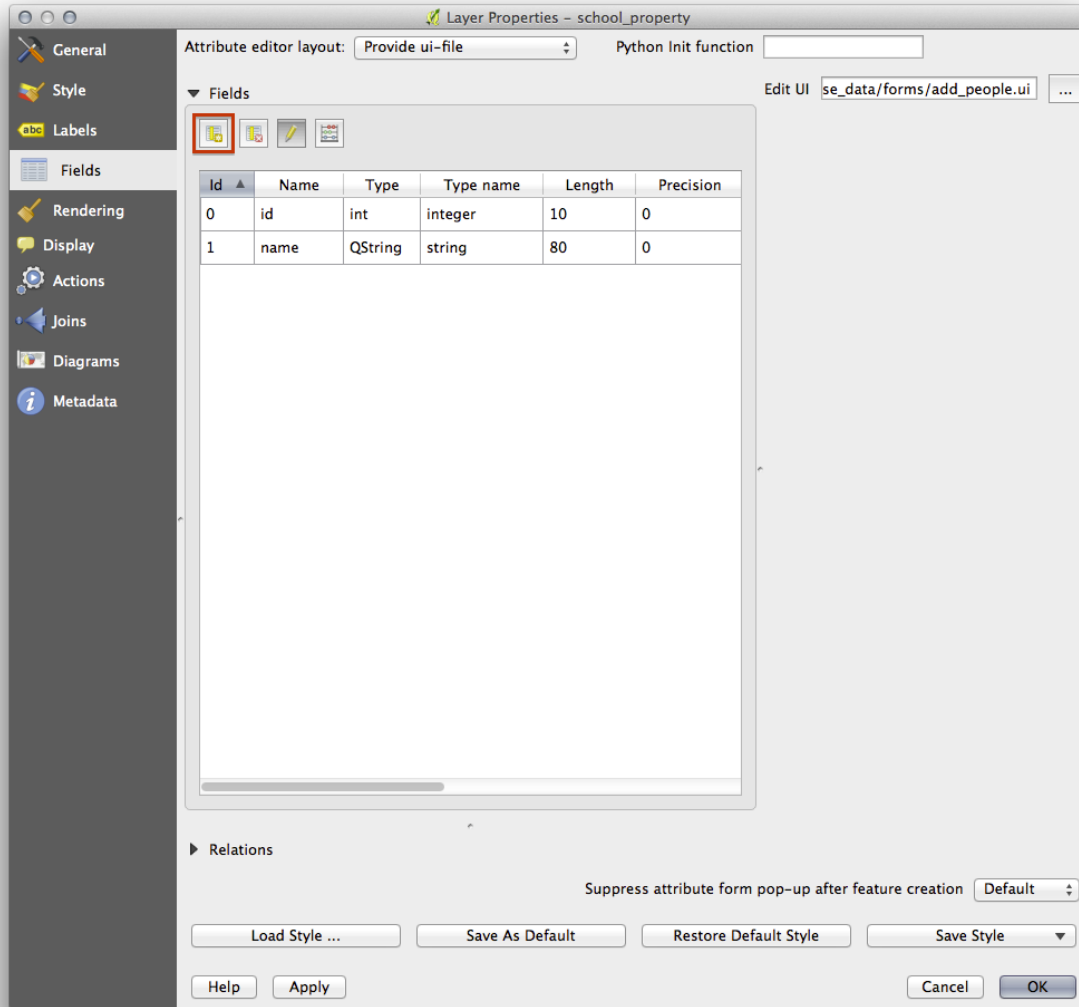 Layer Properties – school_property
General
Style
abc Labels
Fields
Rendering
Display
Actions
Joins
Diagrams
i Metadata
Attribute editor layout: Provide ui-file Python Init function
Fields
Edit UI se_data/forms/add_people.ui ...
Id Name Type Type name Length Precision
0 id int integer 10 0
1 name QString string 80 0
Relations
Suppress attribute form pop-up after feature creation Default
Load Style ... Save As Default Restore Default Style Save Style
Help Apply Cancel OK